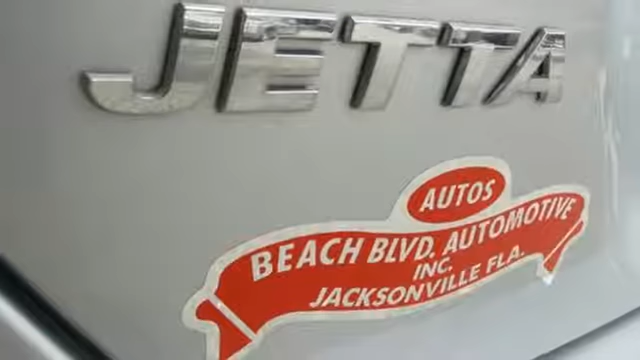 JETTA
AUTOS
BEACH BLVD. AUTOMOTIVE
INC.
JACKSONVILLE FLA.